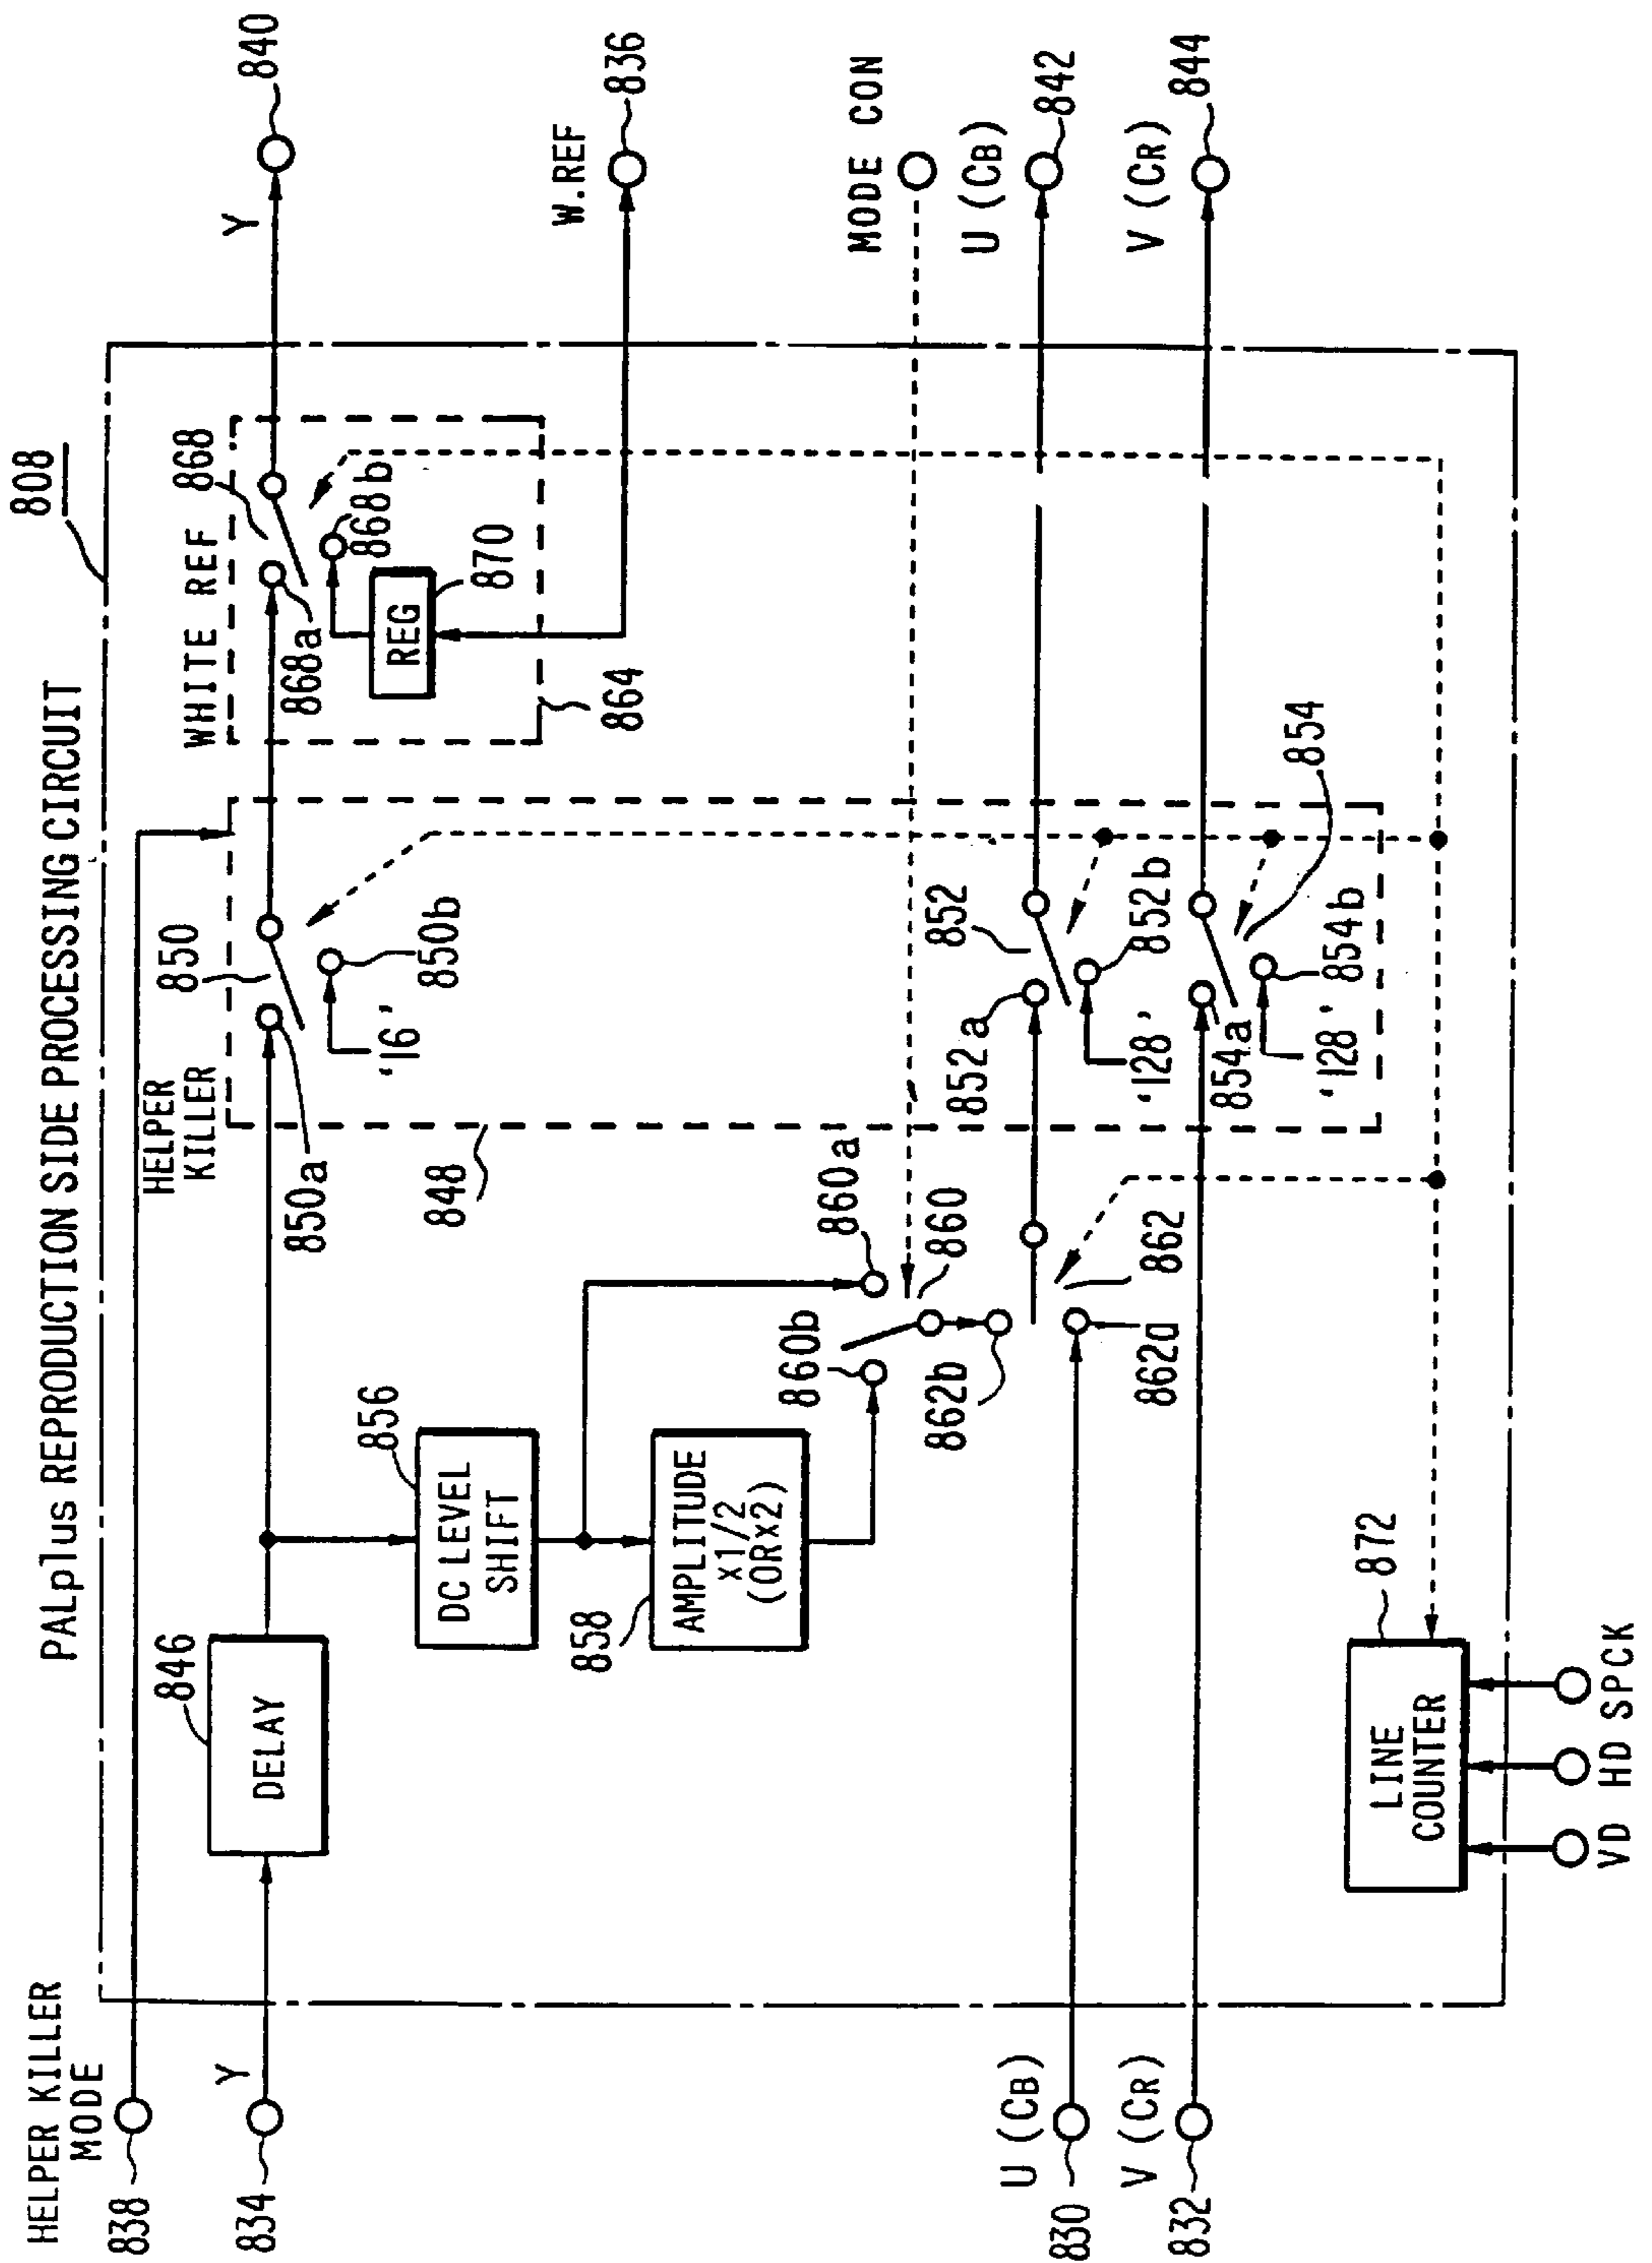 PALplus REPRODUCTION SIDE PROCESSING CIRCUIT
808
HELPER KILLER
MODE
838
Y
834
846
DELAY
HELPER
KILLER
850a
850
850b
'16'
848
WHITE REF
868
868a
868b
REG
870
864
Y
840
W.REF
836
856
DC LEVEL
SHIFT
858
AMPLITUDE
x1/2
(ORx2)
860b
860a
860
862b
862
862a
MODE CON
852
852a
852b
'128'
854
854a
854b
'128'
U (CB)
842
V (CR)
844
U (CB)
830
V (CR)
832
872
LINE
COUNTER
VD
HD
SPCK